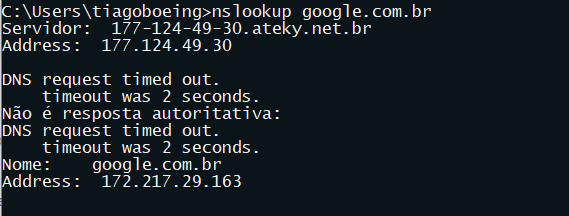 C:\Users\tiagoboeing>nslookup google.com.br
Servidor:  177-124-49-30.ateky.net.br
Address:  177.124.49.30
DNS request timed out.
    timeout was 2 seconds.
Não é resposta autoritativa:
DNS request timed out.
    timeout was 2 seconds.
Nome:    google.com.br
Address:  172.217.29.163